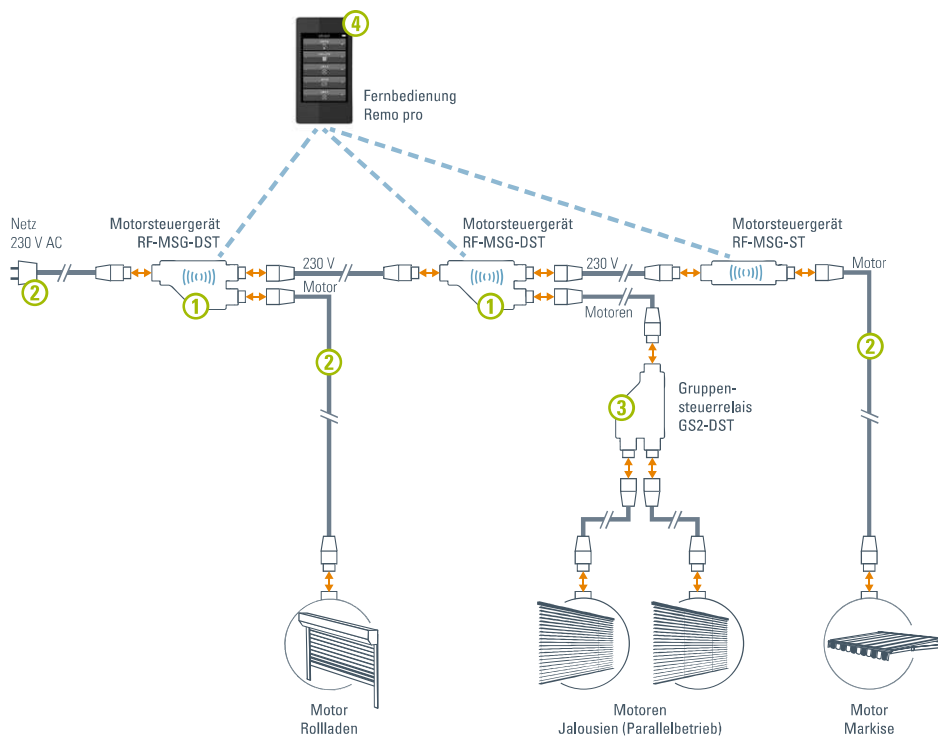 4
Fernbedienung
Remo pro
Netz
230 V AC
Motorsteuergerät
RF-MSG-DST
Motorsteuergerät
RF-MSG-DST
Motorsteuergerät
RF-MSG-ST
230 V
230 V
Motor
2
1
Motor
1
Motoren
2
2
3
Gruppen-
steuerrelais
GS2-DST
Motor
Rollladen
Motoren
Jalousien (Parallelbetrieb)
Motor
Markise